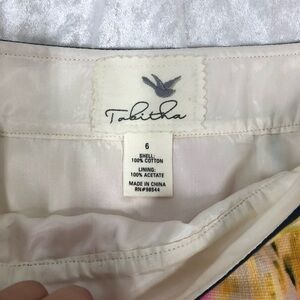 Tabitha
6
SHELL:
100% COTTON
LINING:
100% ACETATE
MADE IN CHINA
RN#98544